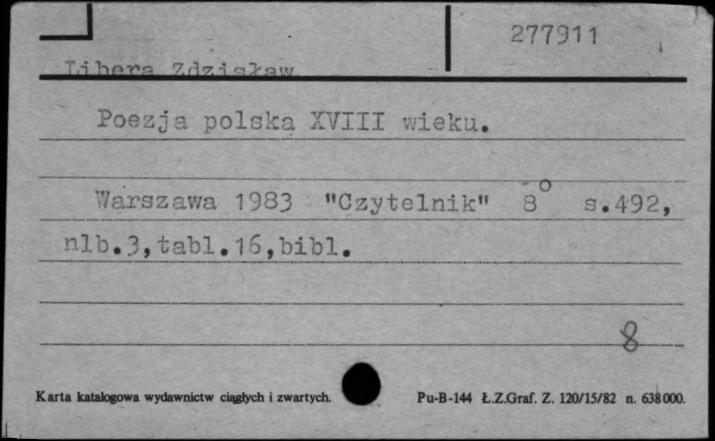 277911
Libera Zdzisław
Poezja polska XVIII wieku.
Warszawa 1983 "Czytelnik" 8° s.492,
nlb.3,tabl.16,bibl.
8
Karta katalogowa wydawnictw ciągłych i zwartych. Pu-B-144 Ł.Z.Graf. Z. 120/15/82 n. 638000.